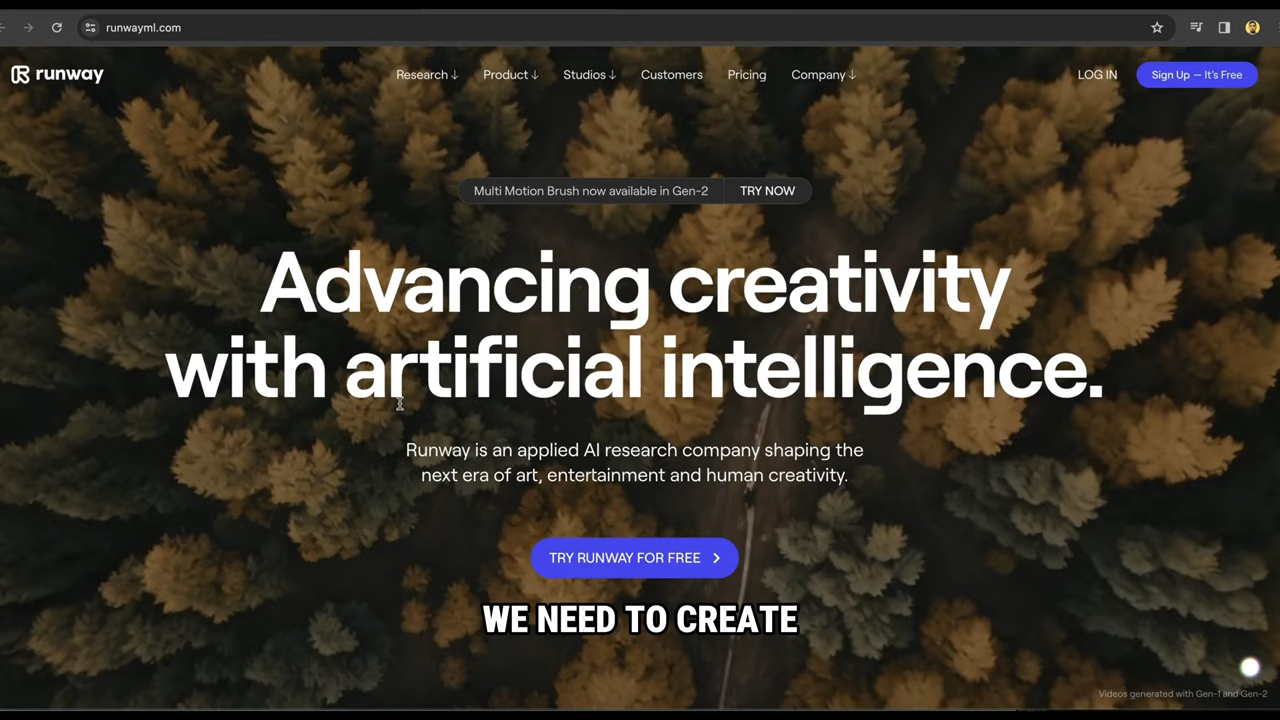 runwayml.com
runway
Research ↓ Product ↓ Studios ↓ Customers Pricing Company ↓
LOG IN
Sign Up — It's Free
Multi Motion Brush now available in Gen-2 TRY NOW
Advancing creativity
with artificial intelligence.
Runway is an applied AI research company shaping the
next era of art, entertainment and human creativity.
TRY RUNWAY FOR FREE
WE NEED TO CREATE
Videos generated with Gen-1 and Gen-2